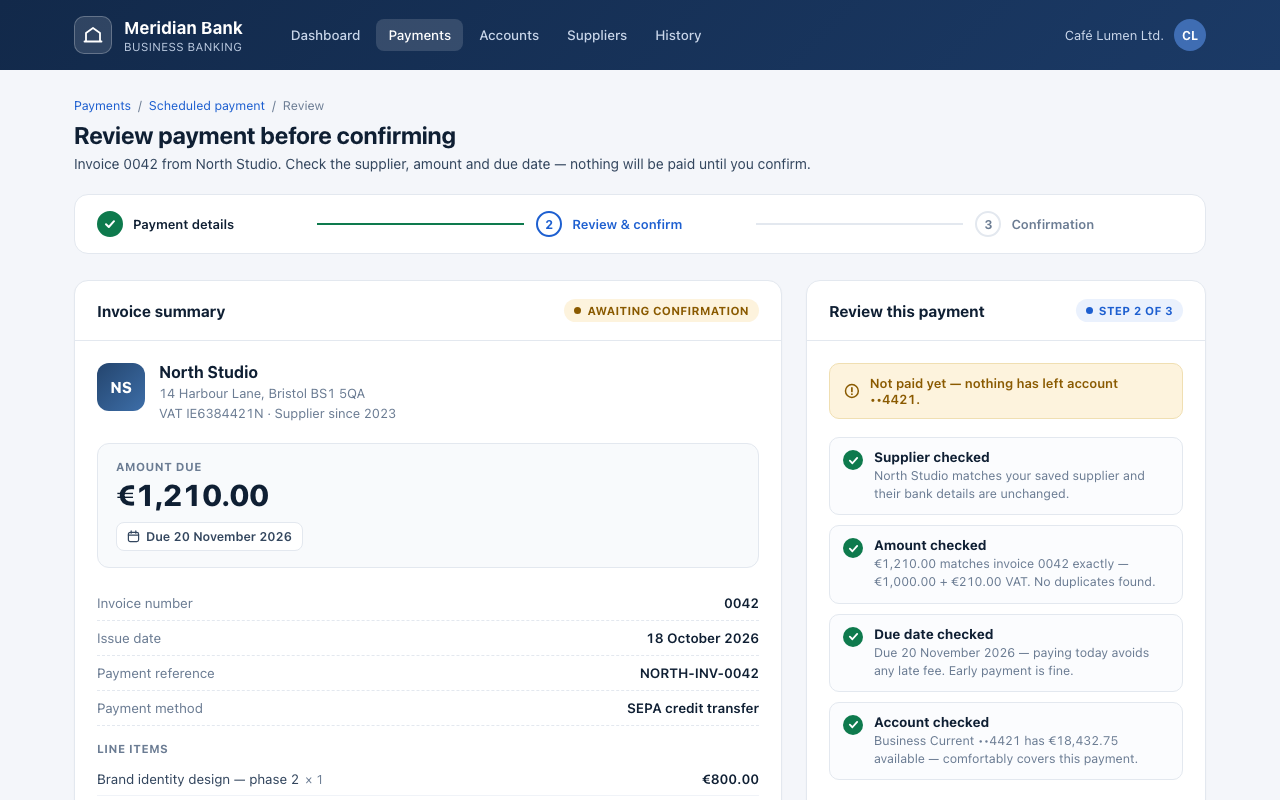 Meridian Bank
BUSINESS BANKING
Dashboard
Payments
Accounts
Suppliers
History
Café Lumen Ltd.
CL
Payments / Scheduled payment / Review
Review payment before confirming
Invoice 0042 from North Studio. Check the supplier, amount and due date — nothing will be paid until you confirm.
Payment details
2 Review & confirm
3 Confirmation
Invoice summary
AWAITING CONFIRMATION
NS
North Studio
14 Harbour Lane, Bristol BS1 5QA
VAT IE6384421N · Supplier since 2023
AMOUNT DUE
€1,210.00
Due 20 November 2026
Invoice number 0042
Issue date 18 October 2026
Payment reference NORTH-INV-0042
Payment method SEPA credit transfer
LINE ITEMS
Brand identity design — phase 2 × 1 €800.00
Review this payment
STEP 2 OF 3
Not paid yet — nothing has left account
••4421.
Supplier checked
North Studio matches your saved supplier and
their bank details are unchanged.
Amount checked
€1,210.00 matches invoice 0042 exactly —
€1,000.00 + €210.00 VAT. No duplicates found.
Due date checked
Due 20 November 2026 — paying today avoids
any late fee. Early payment is fine.
Account checked
Business Current ••4421 has €18,432.75
available — comfortably covers this payment.